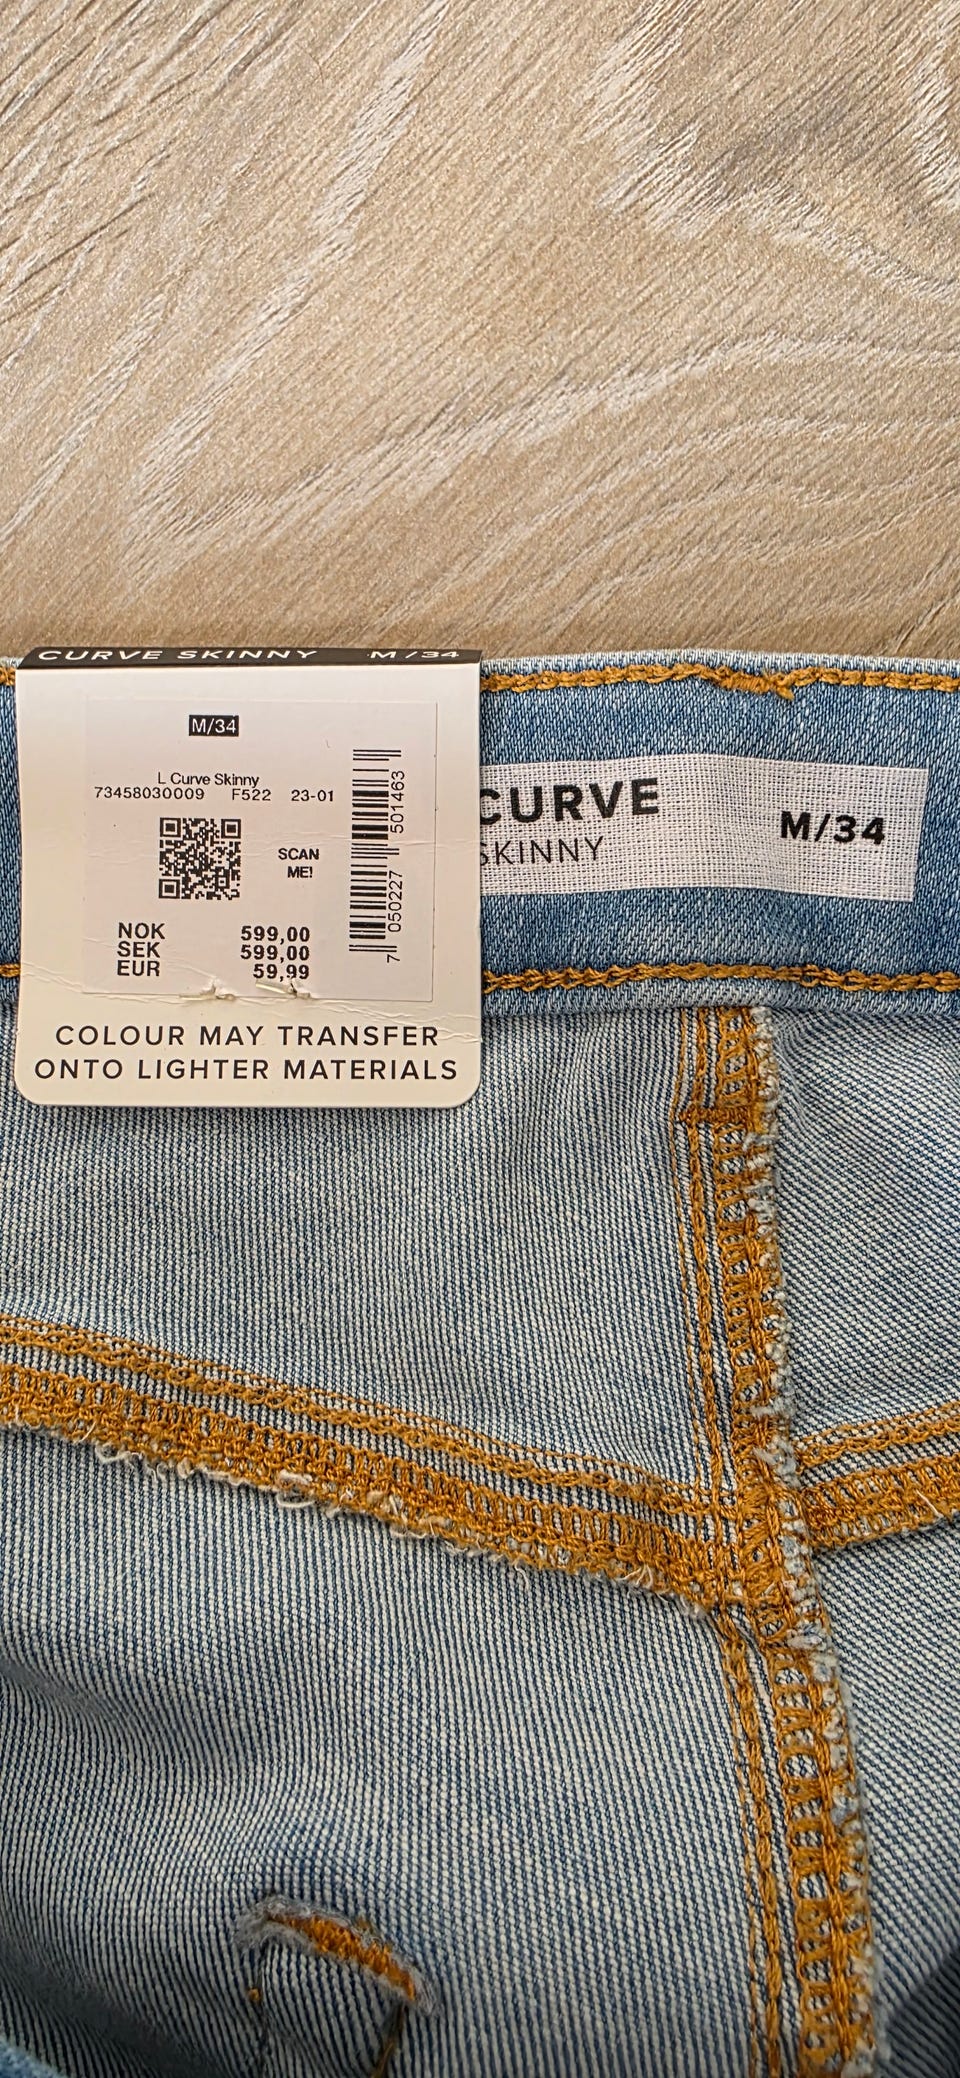 CURVE SKINNY M/34
M/34
L Curve Skinny
73458030009 F522 23-01
SCAN
ME!
NOK 599,00
SEK 599,00
EUR 59,99
7 050227 501463
COLOUR MAY TRANSFER
ONTO LIGHTER MATERIALS
CURVE M/34
SKINNY